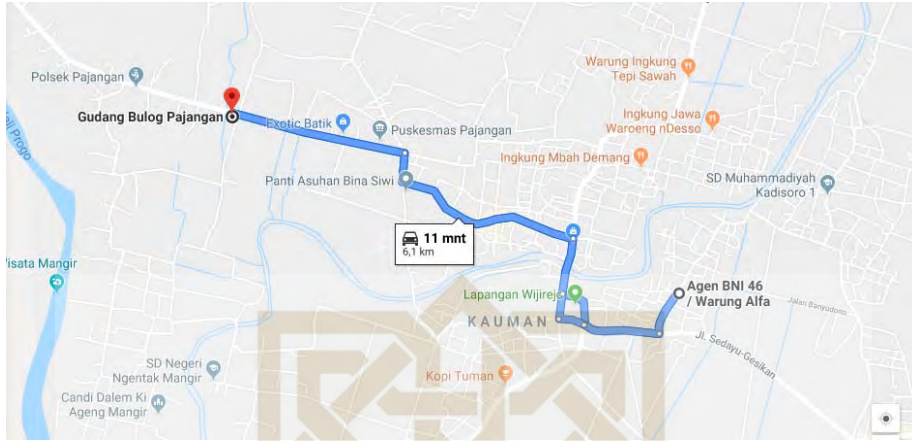 Warung Ingkung
Tepi Sawah
Polsek Pajangan
Gudang Bulog Pajangan
Exotic Batik
Puskesmas Pajangan
Ingkung Jawa
Waroeng nDesso
Ingkung Mbah Demang
SD Muhammadiyah
Kadisoro 1
Panti Asuhan Bina Siwi
Kali Progo
11 mnt
6,1 km
Wisata Mangir
Agen BNI 46
/ Warung Alfa
Lapangan Wijirejo
Jalan Banyudono
KAUMAN
Jl. Sedayu-Gesikan
SD Negeri
Ngentak Mangir
Kopi Tuman
Candi Dalem Ki
Ageng Mangir